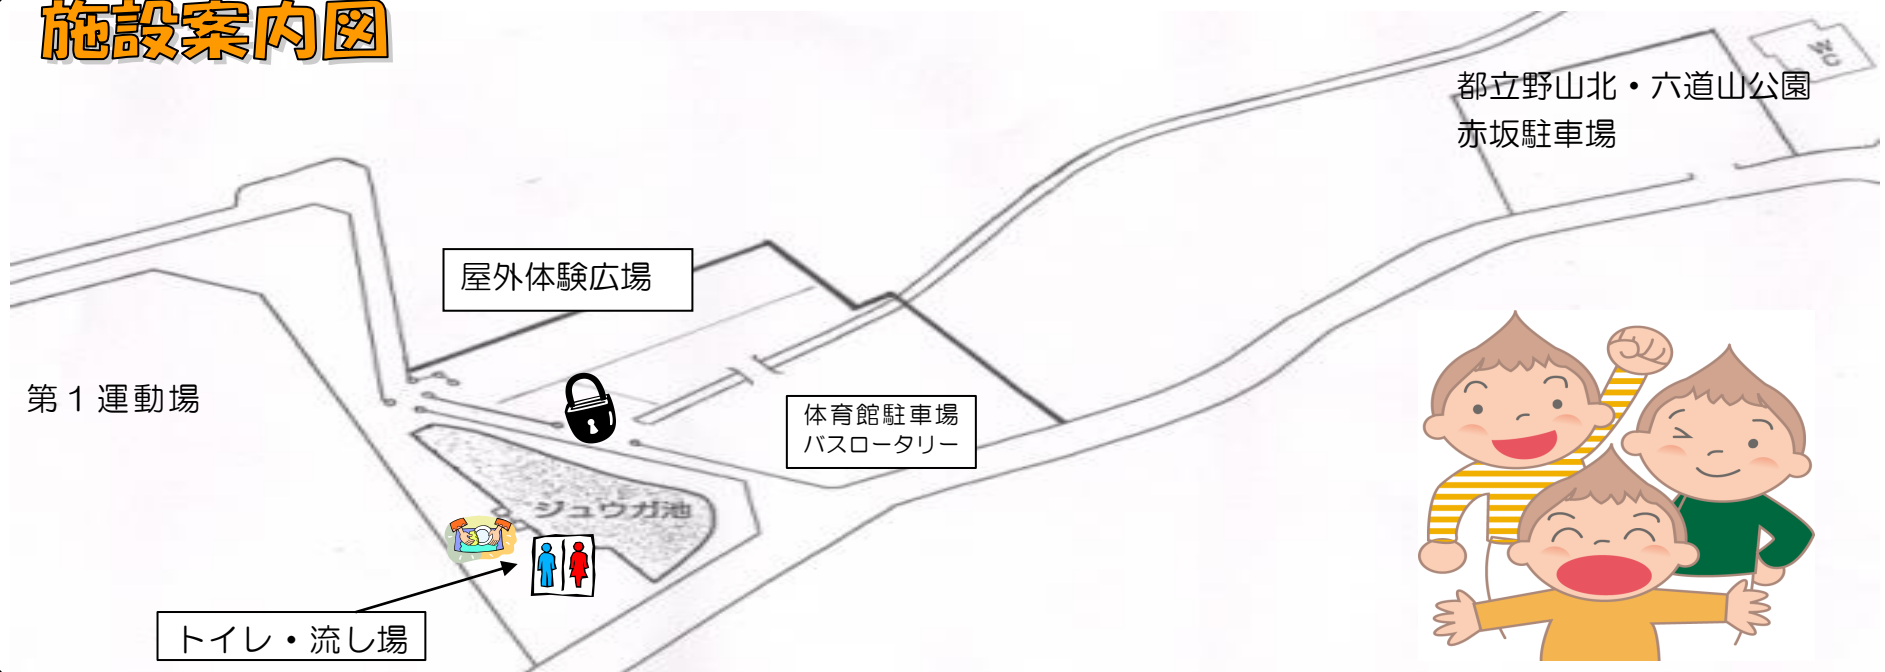 施設案内図
WC
都立野山北・六道山公園
赤坂駐車場
屋外体験広場
第１運動場
体育館駐車場
バスロータリー
ジュウガ池
トイレ・流し場